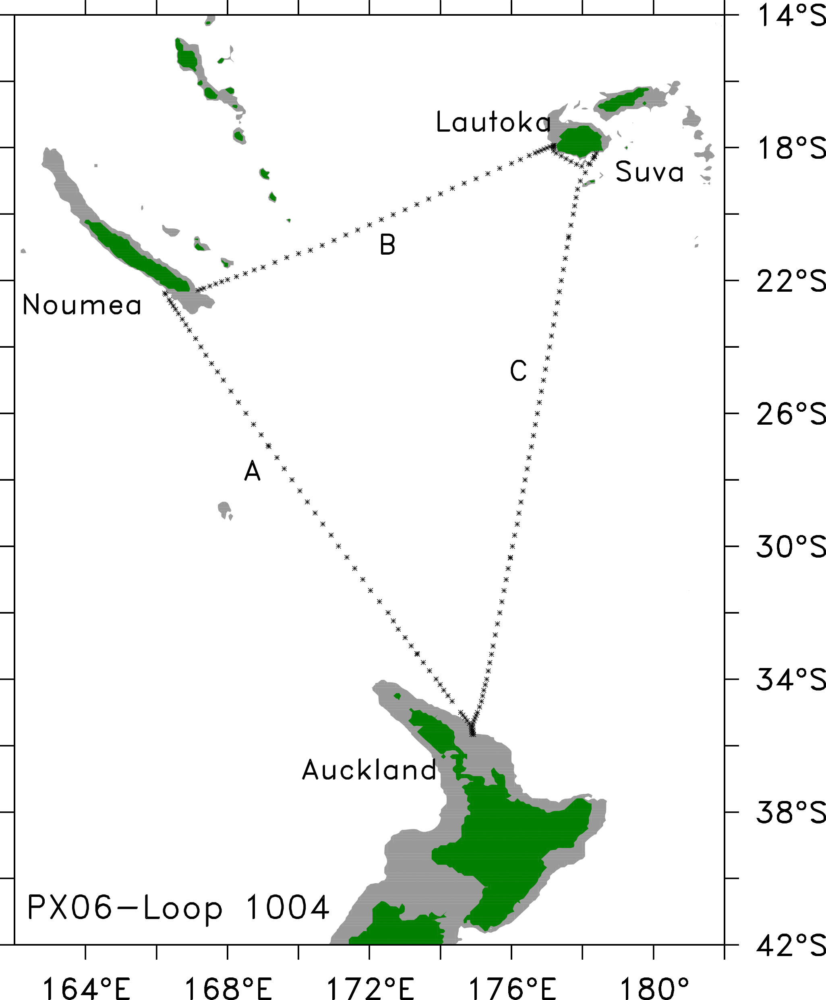 14°S
Lautoka
18°S
Suva
B
22°S
Noumea
C
26°S
A
30°S
34°S
Auckland
38°S
PX06-Loop 1004
42°S
164°E 168°E 172°E 176°E 180°